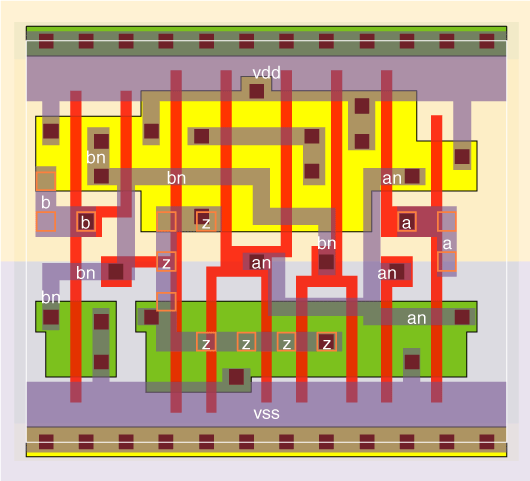 vdd
bn
bn an
b
b z a
bn a
z an
bn an
bn
an
z z z z
vss